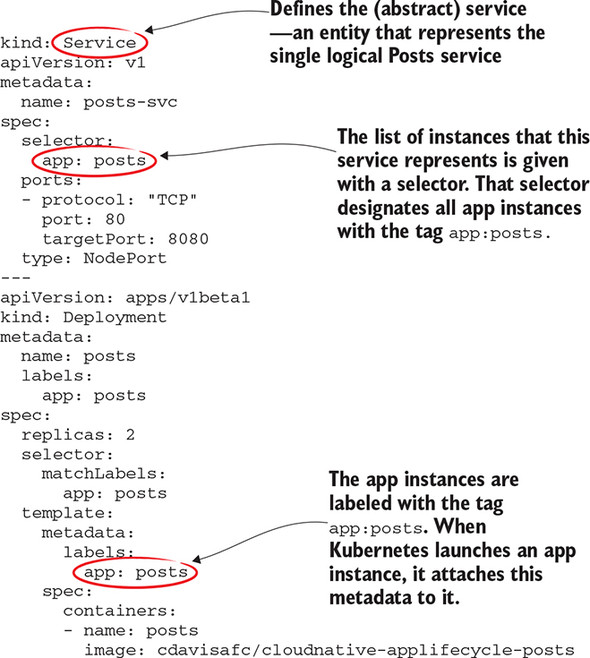 Defines the (abstract) service
—an entity that represents the
single logical Posts service
kind: Service
apiVersion: v1
metadata:
  name: posts-svc
spec:
  selector:
    app: posts
  ports:
  - protocol: "TCP"
    port: 80
    targetPort: 8080
  type: NodePort
The list of instances that this
service represents is given
with a selector. That selector
designates all app instances
with the tag app:posts.
---
apiVersion: apps/v1beta1
kind: Deployment
metadata:
  name: posts
  labels:
    app: posts
spec:
  replicas: 2
  selector:
    matchLabels:
      app: posts
  template:
    metadata:
      labels:
        app: posts
    spec:
      containers:
      - name: posts
        image: cdavisafc/cloudnative-applifecycle-posts
The app instances are
labeled with the tag
app:posts. When
Kubernetes launches an app
instance, it attaches this
metadata to it.